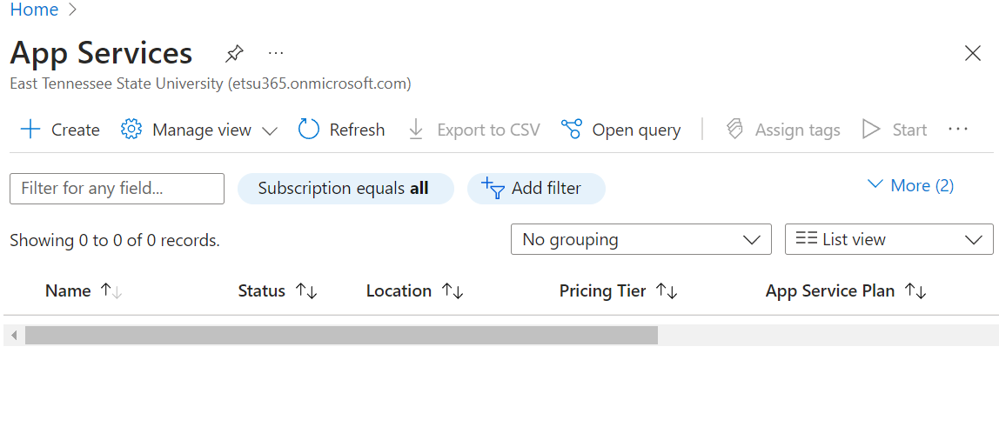 Home
App Services
East Tennessee State University (etsu365.onmicrosoft.com)
Create Manage view Refresh Export to CSV Open query Assign tags Start
Filter for any field... Subscription equals all Add filter More (2)
Showing 0 to 0 of 0 records. No grouping List view
Name Status Location Pricing Tier App Service Plan